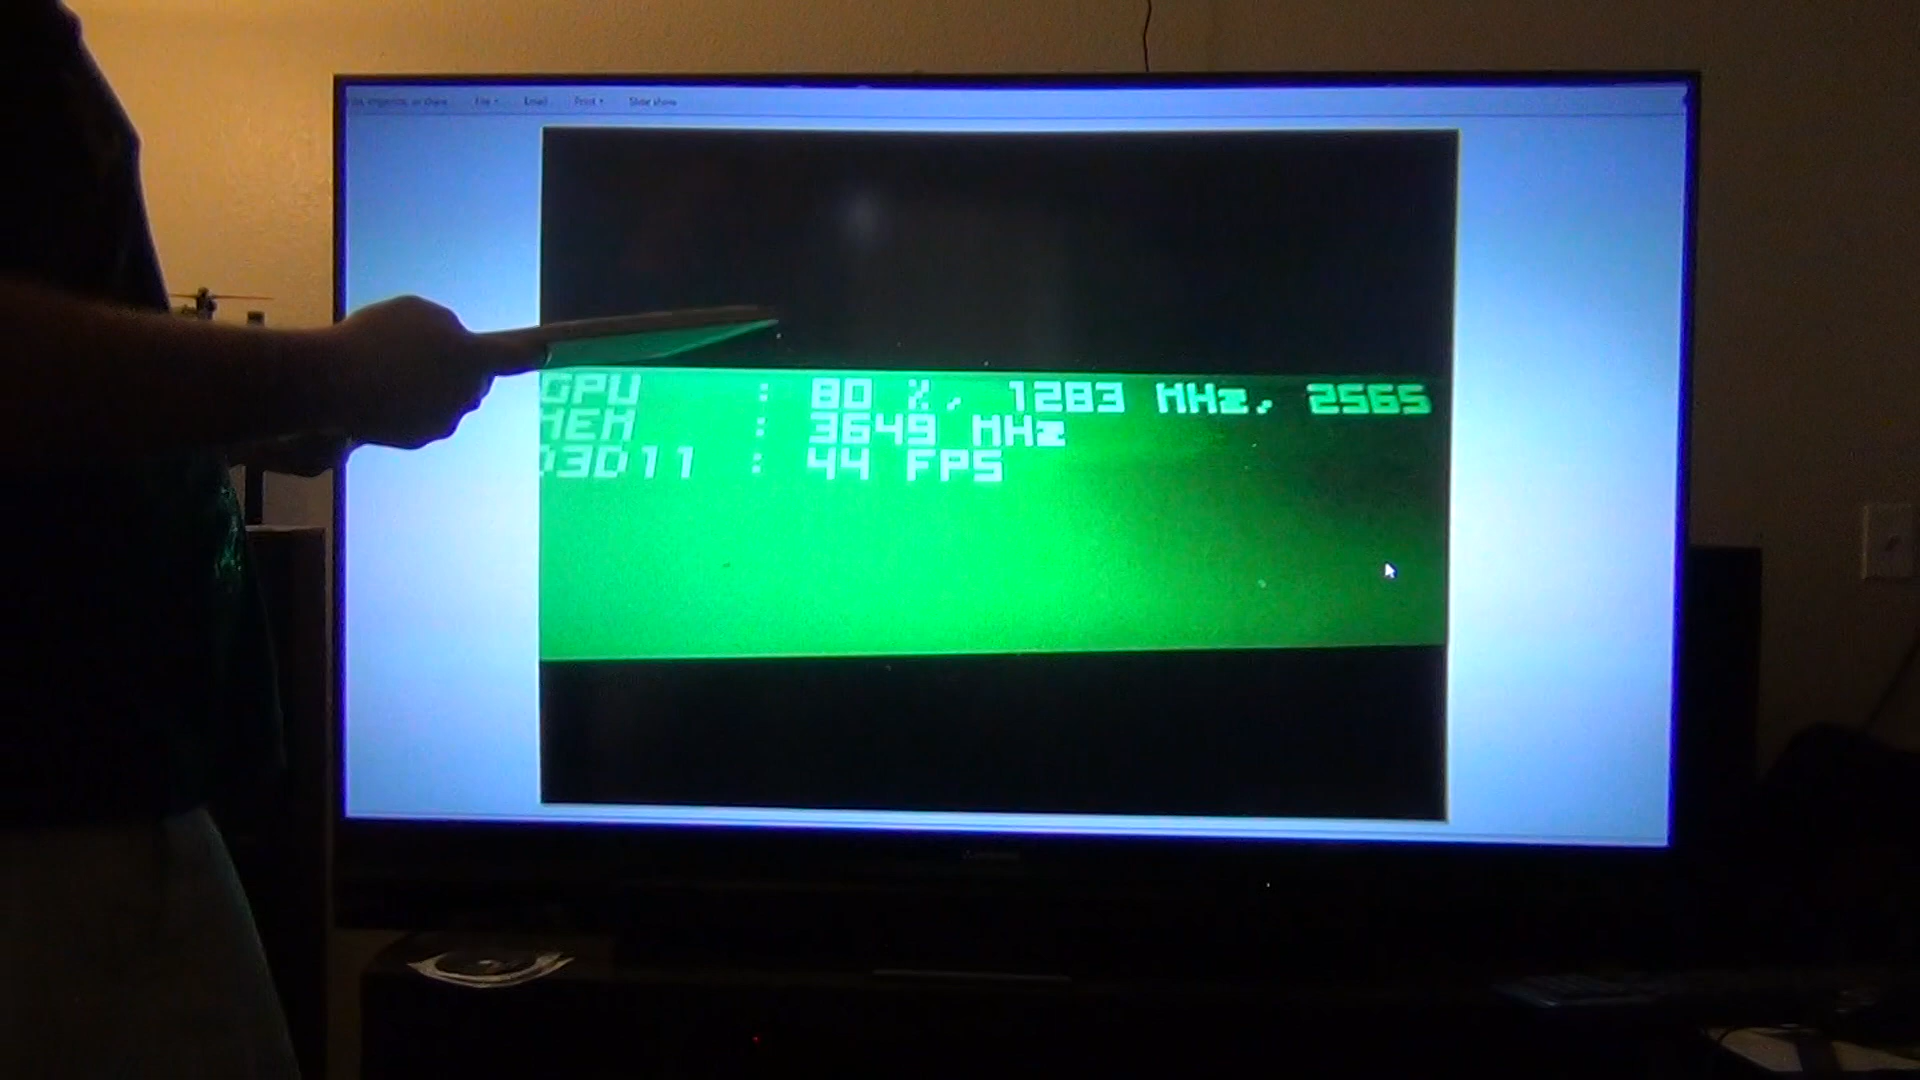 File Email Print Slide show
GPU : 80 %, 1283 MHz, 2565
MEM : 3649 MHz
D3D11 : 44 FPS